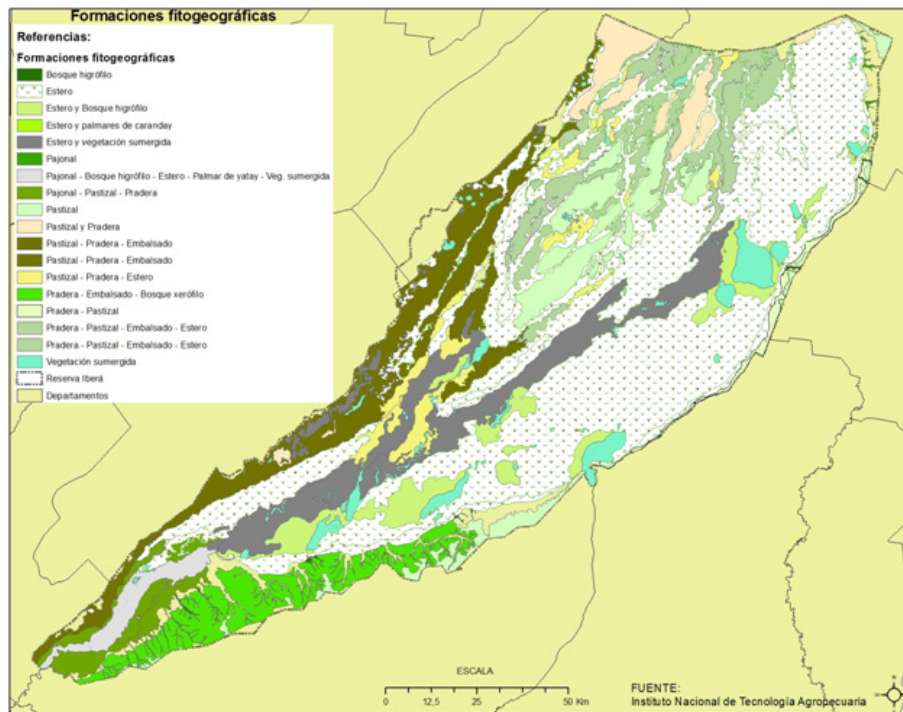 Formaciones fitogeográficas
Referencias:
Formaciones fitogeográficas
Bosque higrófilo
Estero
Estero y Bosque higrófilo
Estero y palmares de caranday
Estero y vegetación sumergida
Pajonal
Pajonal - Bosque higrófilo - Estero - Palmar de yatay - Veg. sumergida
Pajonal - Pastizal - Pradera
Pastizal
Pastizal y Pradera
Pastizal - Pradera - Embalsado
Pastizal - Pradera - Embalsado
Pastizal - Pradera - Estero
Pradera - Embalsado - Bosque xerófilo
Pradera - Pastizal
Pradera - Pastizal - Embalsado - Estero
Pradera - Pastizal - Embalsado - Estero
Vegetación sumergida
Reserva Iberá
Departamentos
ESCALA
0 12,5 25 50 Km
FUENTE:
Instituto Nacional de Tecnología Agropecuaria